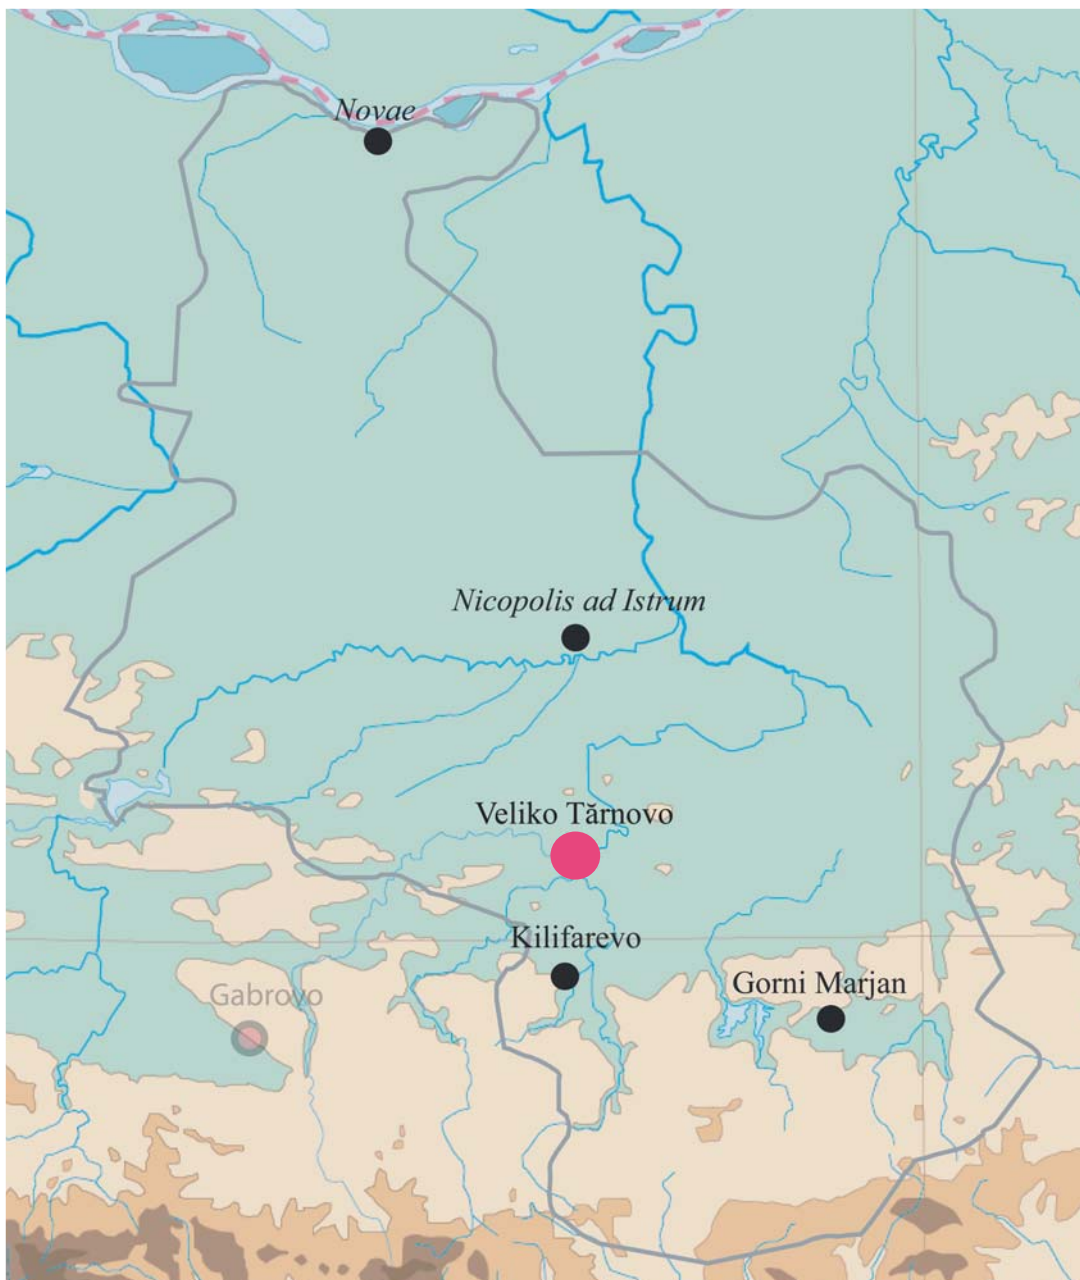 Novae
Nicopolis ad Istrum
Veliko Tărnovo
Kilifarevo
Gorni Marjan
Gabrovo